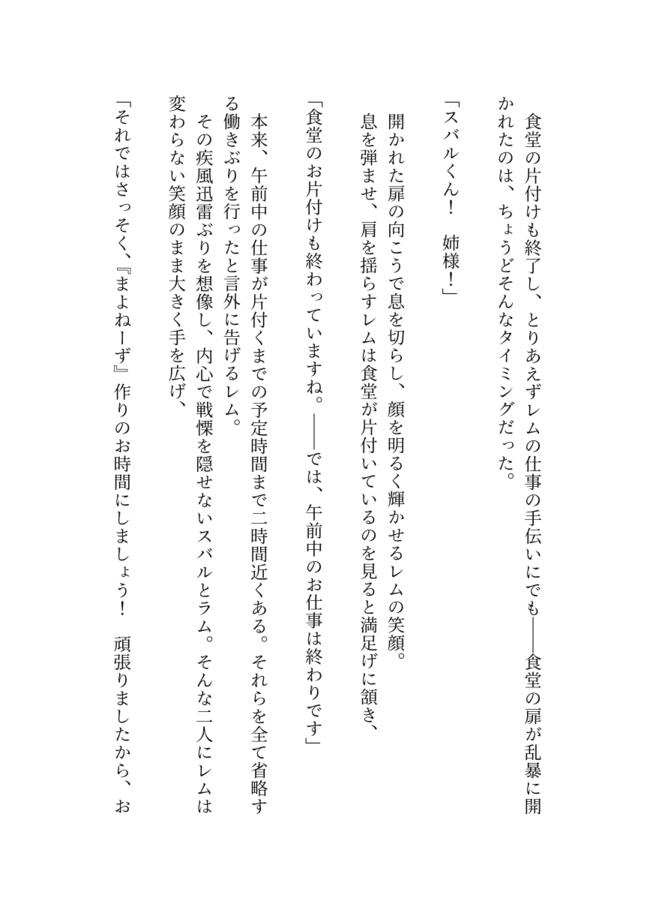 食堂の片付けも終了し、とりあえずレムの仕事の手伝いにでも――食堂の扉が乱暴に開
かれたのは、ちょうどそんなタイミングだった。
「スバルくん！　姉様！」
　開かれた扉の向こうで息を切らし、顔を明るく輝かせるレムの笑顔。
　息を弾ませ、肩を揺らすレムは食堂が片付いているのを見ると満足げに頷き、
「食堂のお片付けも終わっていますね。――では、午前中のお仕事は終わりです」
　本来、午前中の仕事が片付くまでの予定時間まで二時間近くある。それらを全て省略す
る働きぶりを行ったと言外に告げるレム。
　その疾風迅雷ぶりを想像し、内心で戦慄を隠せないスバルとラム。そんな二人にレムは
変わらない笑顔のまま大きく手を広げ、
「それではさっそく、『まよねーず』作りのお時間にしましょう！　頑張りましたから、お